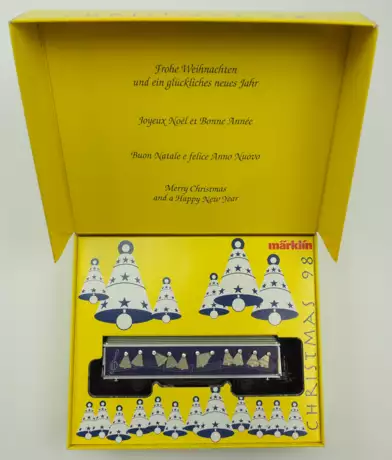 Frohe Weihnachten
und ein glückliches neues Jahr
Joyeux Noël et Bonne Année
Buon Natale e felice Anno Nuovo
Merry Christmas
and a Happy New Year
märklin
CHRISTMAS 98